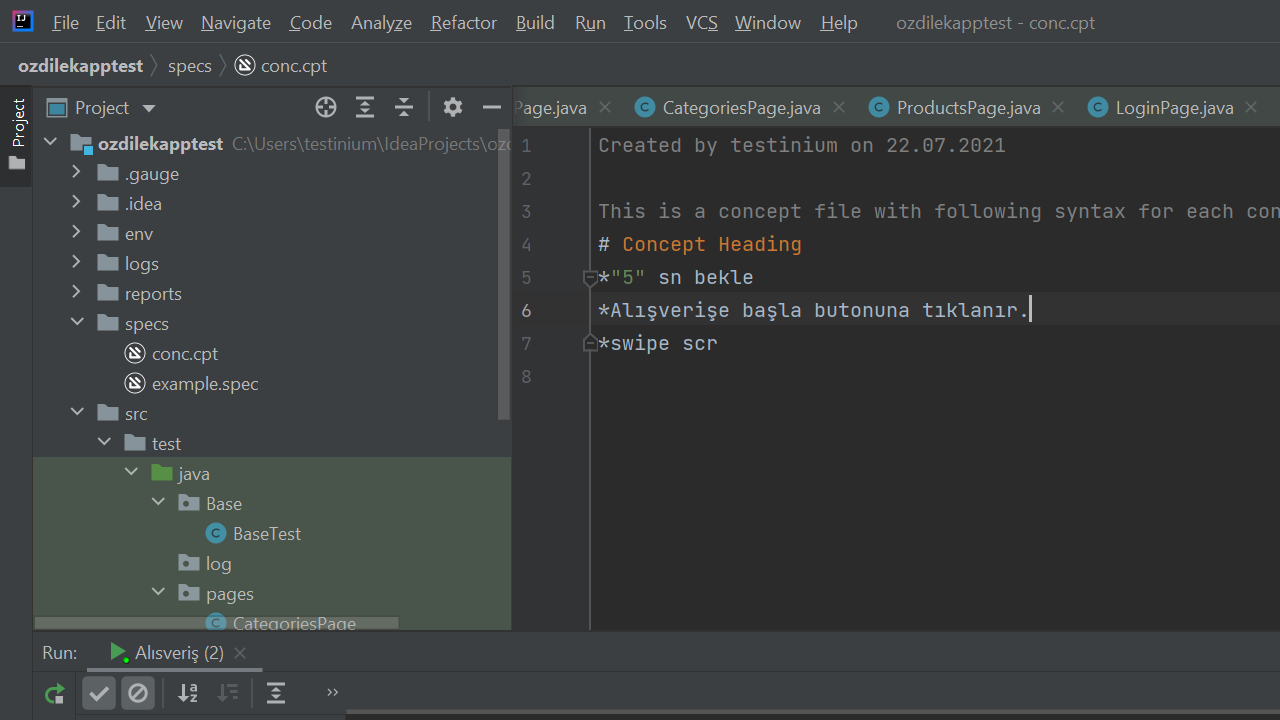 File Edit View Navigate Code Analyze Refactor Build Run Tools VCS Window Help ozdilekapptest - conc.cpt
ozdilekapptest specs conc.cpt
Project
Project
Page.java CategoriesPage.java ProductsPage.java LoginPage.java
ozdilekapptest C:\Users\testinium\IdeaProjects\ozd
.gauge
.idea
env
logs
reports
specs
conc.cpt
example.spec
src
test
java
Base
BaseTest
log
pages
CategoriesPage
1 Created by testinium on 22.07.2021
2
3 This is a concept file with following syntax for each con
4 # Concept Heading
5 *"5" sn bekle
6 *Alışverişe başla butonuna tıklanır.
7 *swipe scr
8
Run: Alısveriş (2)